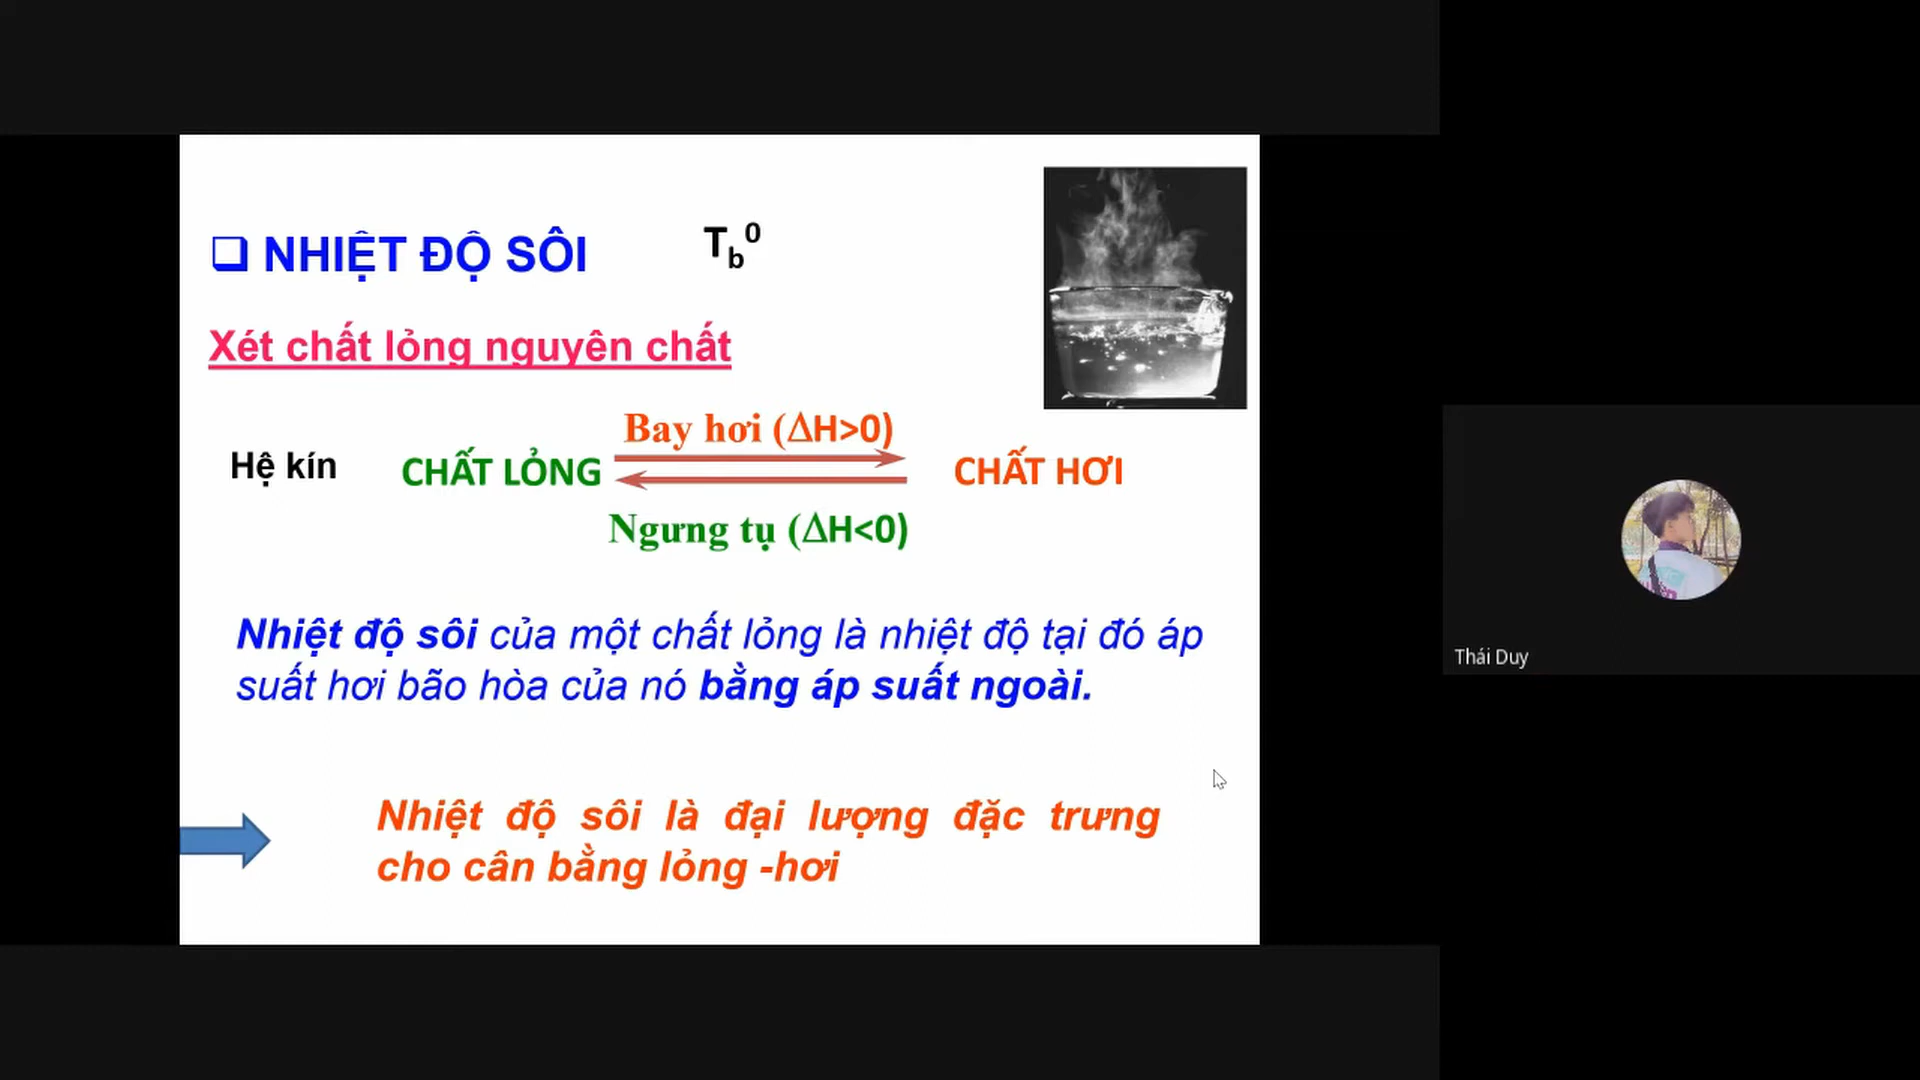 ❑ NHIỆT ĐỘ SÔI T_b^0
Xét chất lỏng nguyên chất
Bay hơi (ΔH>0)
Hệ kín CHẤT LỎNG CHẤT HƠI
Ngưng tụ (ΔH<0)
Nhiệt độ sôi của một chất lỏng là nhiệt độ tại đó áp
suất hơi bão hòa của nó bằng áp suất ngoài.
Nhiệt độ sôi là đại lượng đặc trưng
cho cân bằng lỏng -hơi
Thái Duy